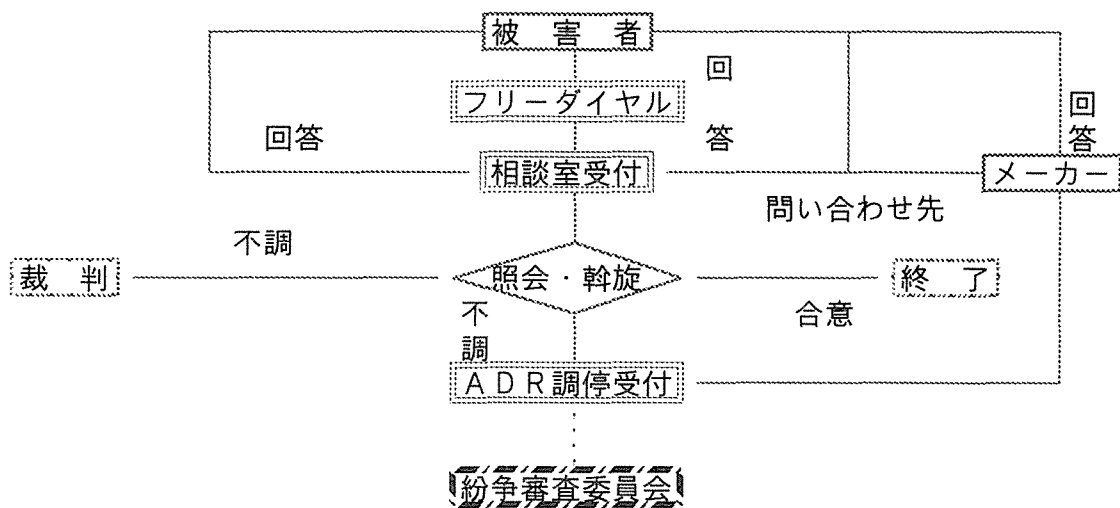 被 害 者
フリーダイヤル
回答
回答
回答
相談室受付
メーカー
問い合わせ先
不調
裁 判
照会・斡旋
終 了
合意
不調
ADR調停受付
紛争審査委員会